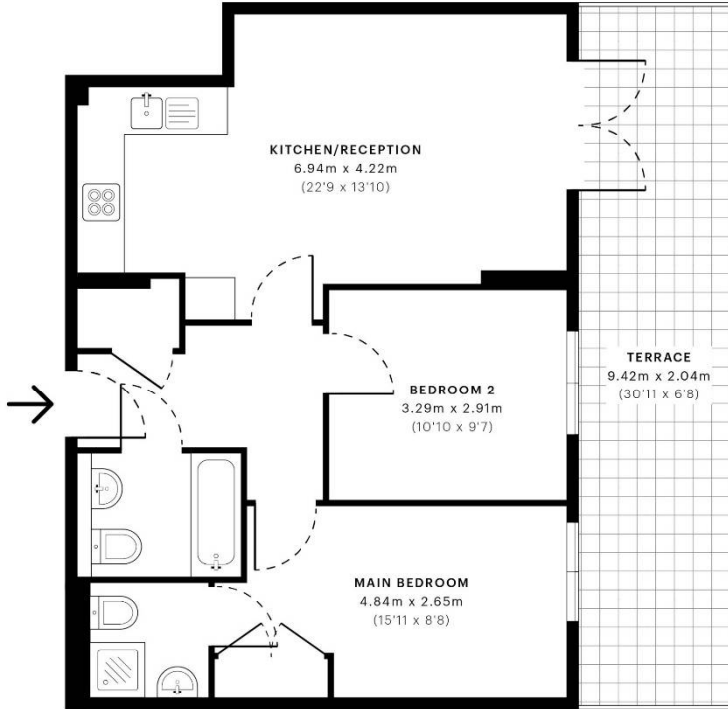 KITCHEN/RECEPTION
6.94m x 4.22m
(22'9 x 13'10)
TERRACE
9.42m x 2.04m
(30'11 x 6'8)
BEDROOM 2
3.29m x 2.91m
(10'10 x 9'7)
MAIN BEDROOM
4.84m x 2.65m
(15'11 x 8'8)